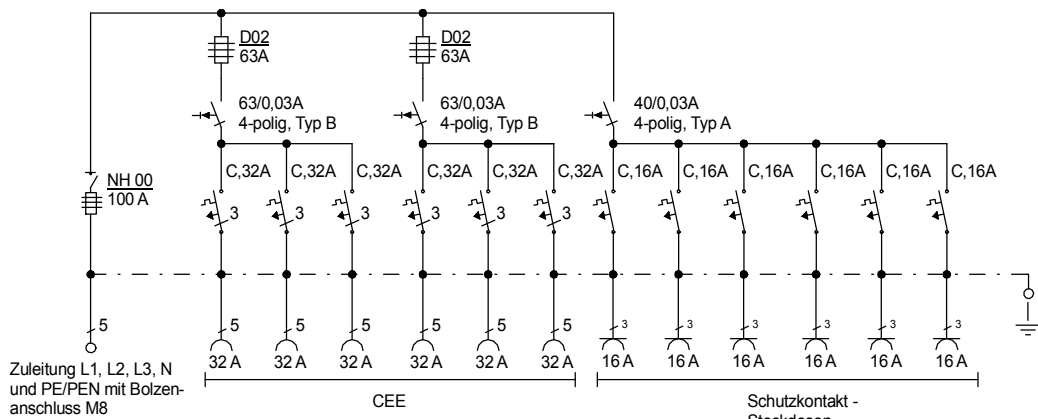 D02
63A
D02
63A
63/0,03A
4-polig, Typ B
63/0,03A
4-polig, Typ B
40/0,03A
4-polig, Typ A
NH 00
100 A
C,32A C,32A C,32A C,32A C,32A C,32A C,16A C,16A C,16A C,16A C,16A C,16A
3 3 3 3 3 3
5 5 5 5 5 5 5 3 3 3 3 3 3
32 A 32 A 32 A 32 A 32 A 32 A 16 A 16 A 16 A 16 A 16 A 16 A
Zuleitung L1, L2, L3, N
und PE/PEN mit Bolzen-
anschluss M8
CEE
Schutzkontakt -
Steckdosen